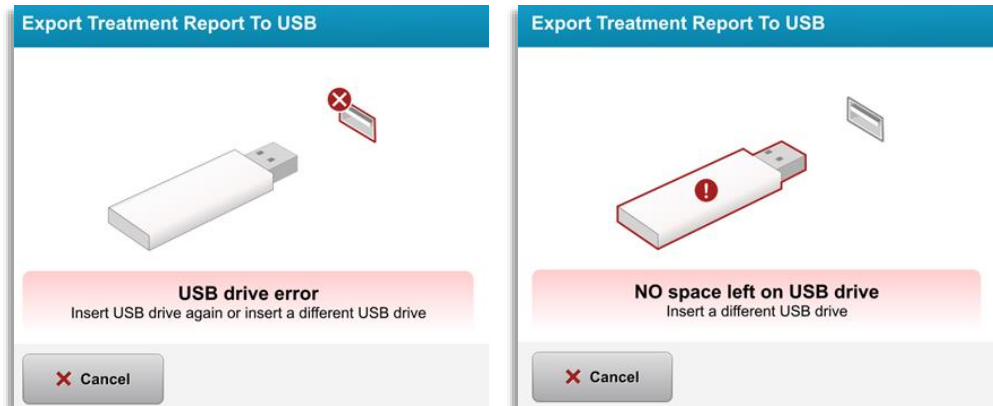 Export Treatment Report To USB
USB drive error
Insert USB drive again or insert a different USB drive
Cancel
Export Treatment Report To USB
NO space left on USB drive
Insert a different USB drive
Cancel